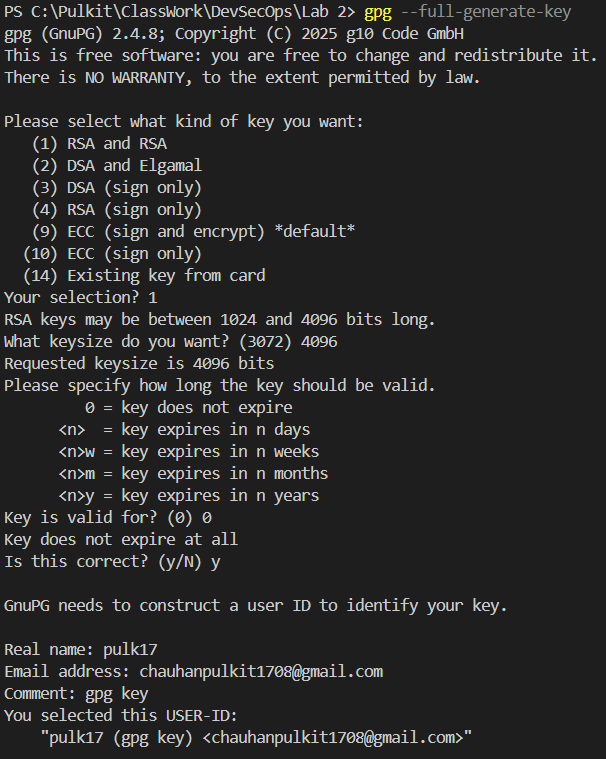 PS C:\Pulkit\ClassWork\DevSecOps\Lab 2> gpg --full-generate-key
gpg (GnuPG) 2.4.8; Copyright (C) 2025 g10 Code GmbH
This is free software: you are free to change and redistribute it.
There is NO WARRANTY, to the extent permitted by law.

Please select what kind of key you want:
   (1) RSA and RSA
   (2) DSA and Elgamal
   (3) DSA (sign only)
   (4) RSA (sign only)
   (9) ECC (sign and encrypt) *default*
  (10) ECC (sign only)
  (14) Existing key from card
Your selection? 1
RSA keys may be between 1024 and 4096 bits long.
What keysize do you want? (3072) 4096
Requested keysize is 4096 bits
Please specify how long the key should be valid.
         0 = key does not expire
      <n>  = key expires in n days
      <n>w = key expires in n weeks
      <n>m = key expires in n months
      <n>y = key expires in n years
Key is valid for? (0) 0
Key does not expire at all
Is this correct? (y/N) y

GnuPG needs to construct a user ID to identify your key.

Real name: pulk17
Email address: chauhanpulkit1708@gmail.com
Comment: gpg key
You selected this USER-ID:
    "pulk17 (gpg key) <chauhanpulkit1708@gmail.com>"